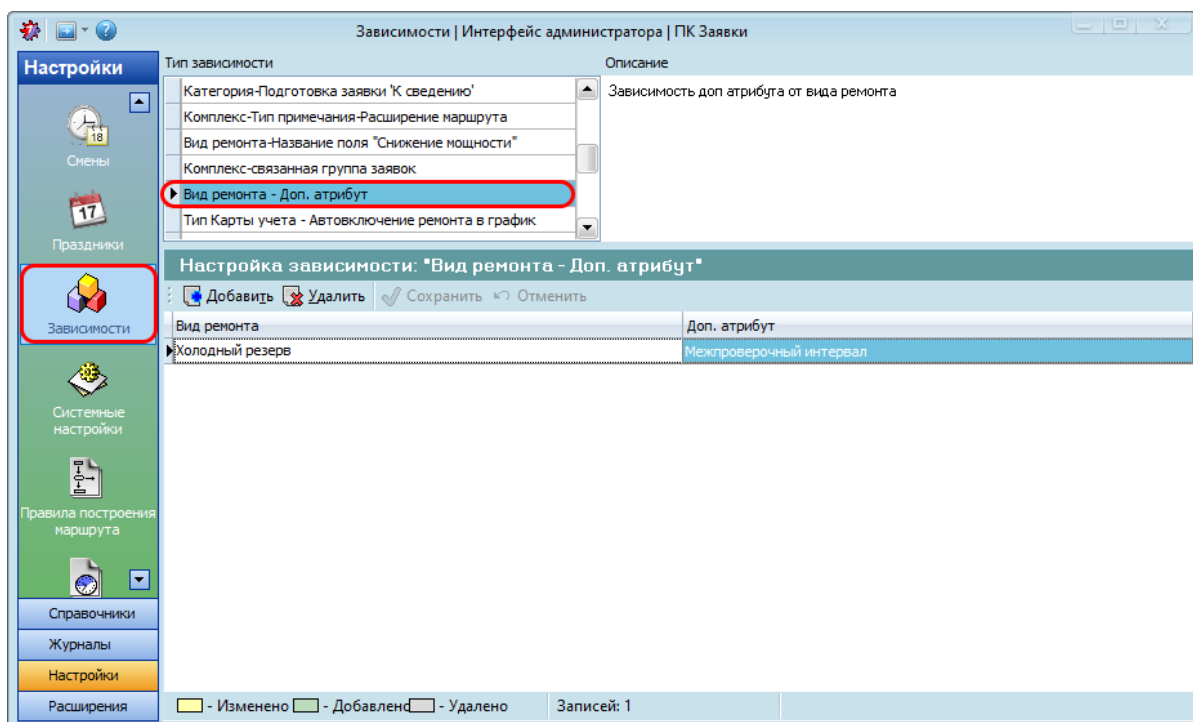 Зависимости | Интерфейс администратора | ПК Заявки
Настройки
18
Смены
17
Праздники
Зависимости
Системные
настройки
Правила построения
маршрута
Справочники
Журналы
Настройки
Расширения
Тип зависимости
Категория-Подготовка заявки 'К сведению'
Комплекс-Тип примечания-Расширение маршрута
Вид ремонта-Название поля "Снижение мощности"
Комплекс-связанная группа заявок
Вид ремонта - Доп. атрибут
Тип Карты учета - Автовключение ремонта в график
Описание
Зависимость доп атрибута от вида ремонта
Настройка зависимости: "Вид ремонта - Доп. атрибут"
Добавить Удалить Сохранить Отменить
Вид ремонта Доп. атрибут
Холодный резерв Межпроверочный интервал
- Изменено - Добавлено - Удалено Записей: 1